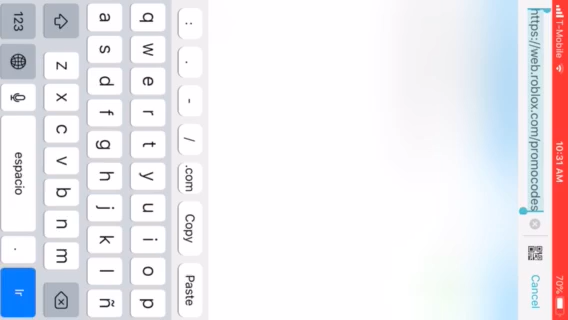 T-Mobile 10:31 AM 70%
https://web.roblox.com/promocodes Cancel
: . - / .com Copy Paste
q w e r t y u i o p
a s d f g h j k l ñ
z x c v b n m
123 espacio . Ir